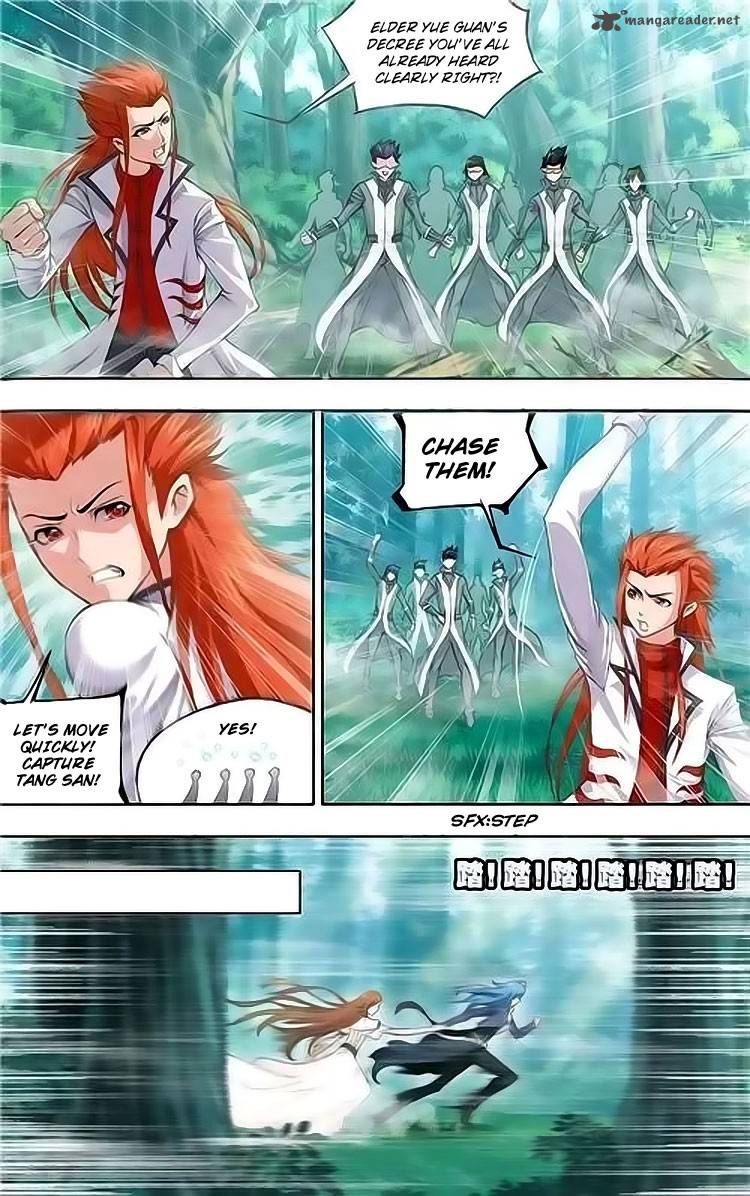 mangareader.net
ELDER YUE GUAN'S
DECREE YOU'VE ALL
ALREADY HEARD
CLEARLY RIGHT?!
LET'S MOVE
QUICKLY!
CAPTURE
TANG SAN!
YES!
CHASE
THEM!
SFX:STEP
踏!踏!踏!踏!踏!踏!